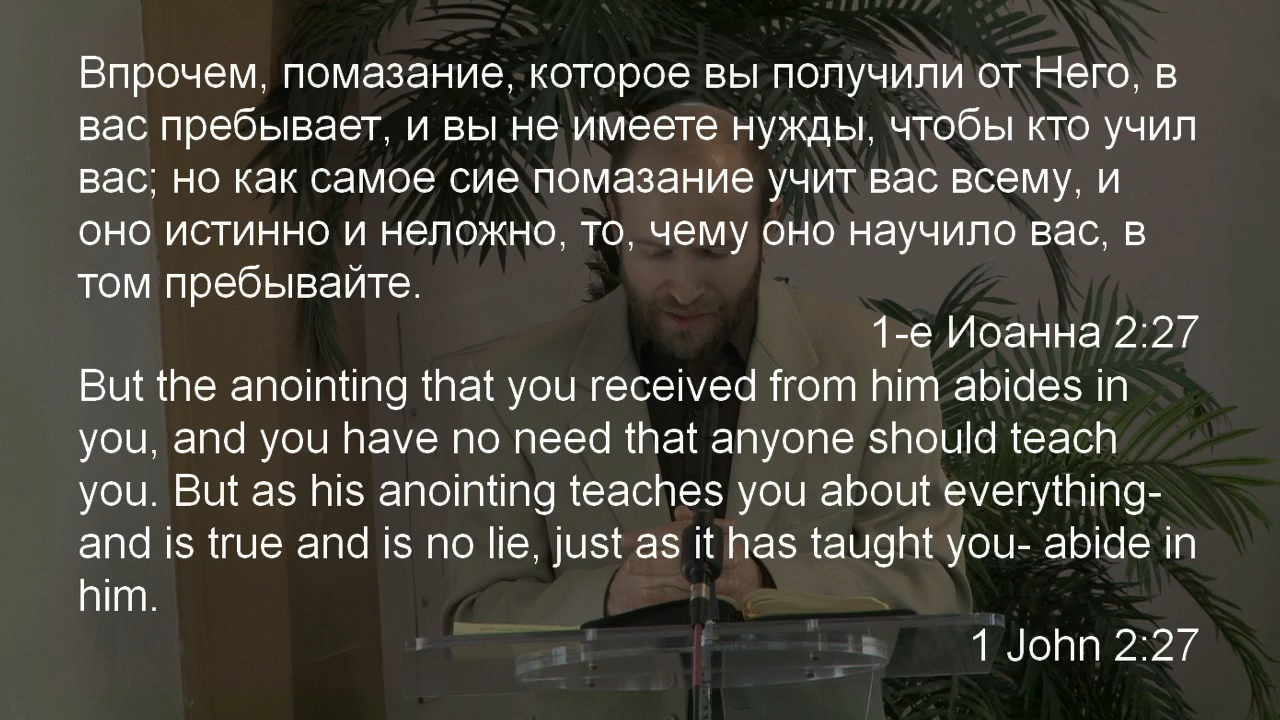 Впрочем, помазание, которое вы получили от Него, в
вас пребывает, и вы не имеете нужды, чтобы кто учил
вас; но как самое сие помазание учит вас всему, и
оно истинно и неложно, то, чему оно научило вас, в
том пребывайте.
1-е Иоанна 2:27
But the anointing that you received from him abides in
you, and you have no need that anyone should teach
you. But as his anointing teaches you about everything-
and is true and is no lie, just as it has taught you- abide in
him.
1 John 2:27